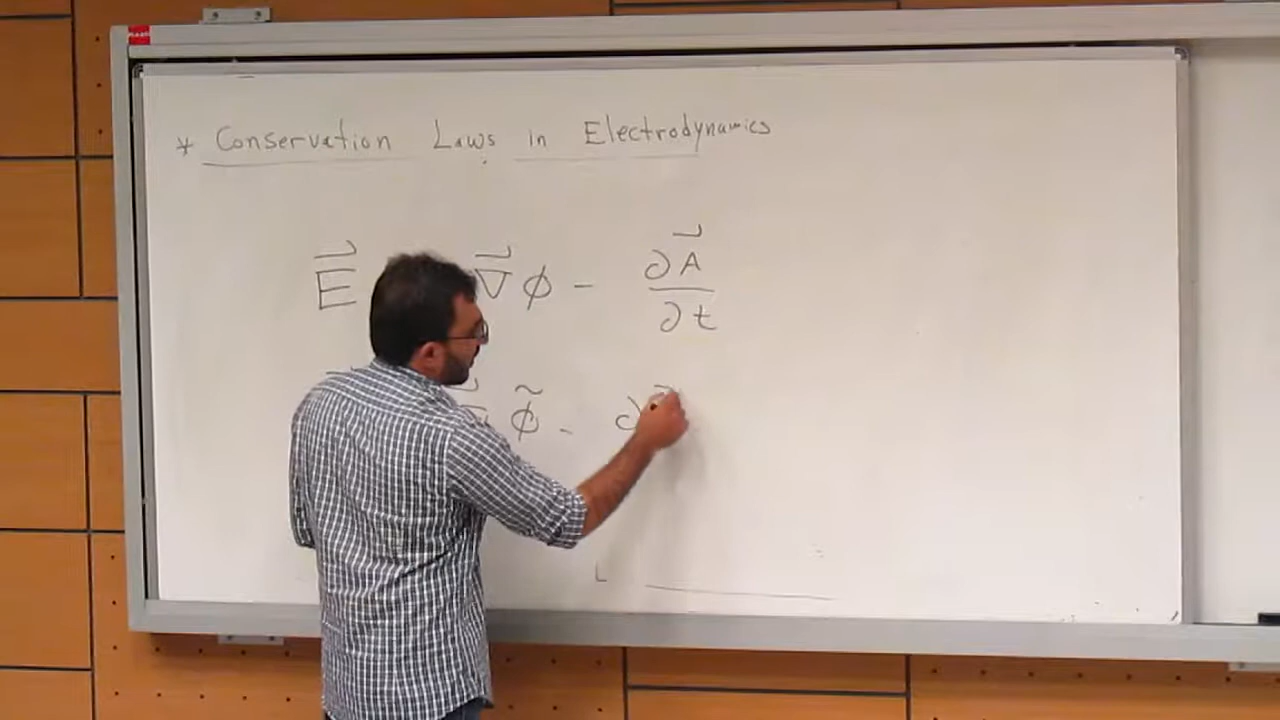 * Conservation Laws in Electrodynamics
E⃗ ∇⃗ϕ - ∂A⃗/∂t
ϕ̃ - ∂